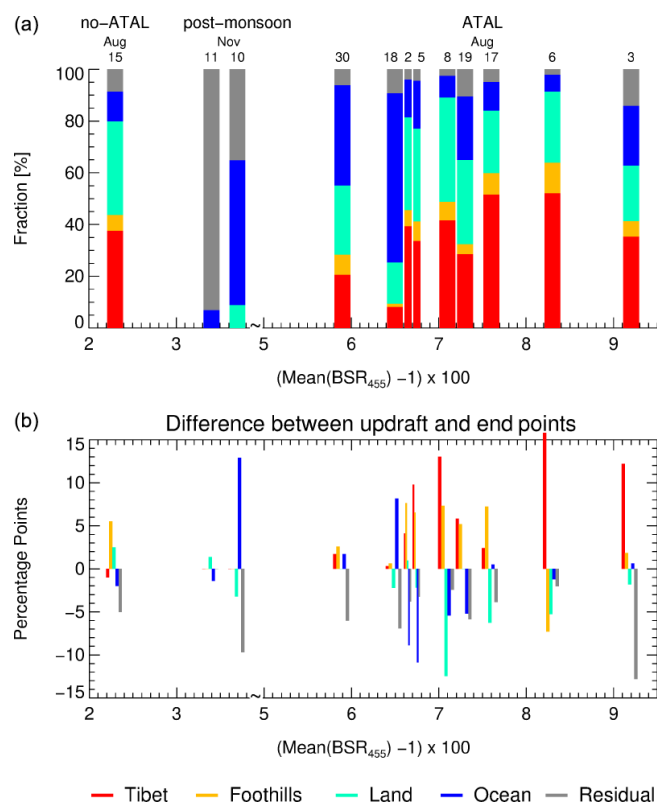 (a)
no-ATAL post-monsoon ATAL
Aug Nov Aug
15 11 10 30 18 2 5 8 19 17 6 3
100
80
60
40
20
0
Fraction [%]
2 3 4 5 6 7 8 9
~
(Mean(BSR455) −1) x 100
(b)
Difference between updraft and end points
15
10
5
0
−5
−10
−15
Percentage Points
2 3 4 5 6 7 8 9
~
(Mean(BSR455) −1) x 100
Tibet Foothills Land Ocean Residual